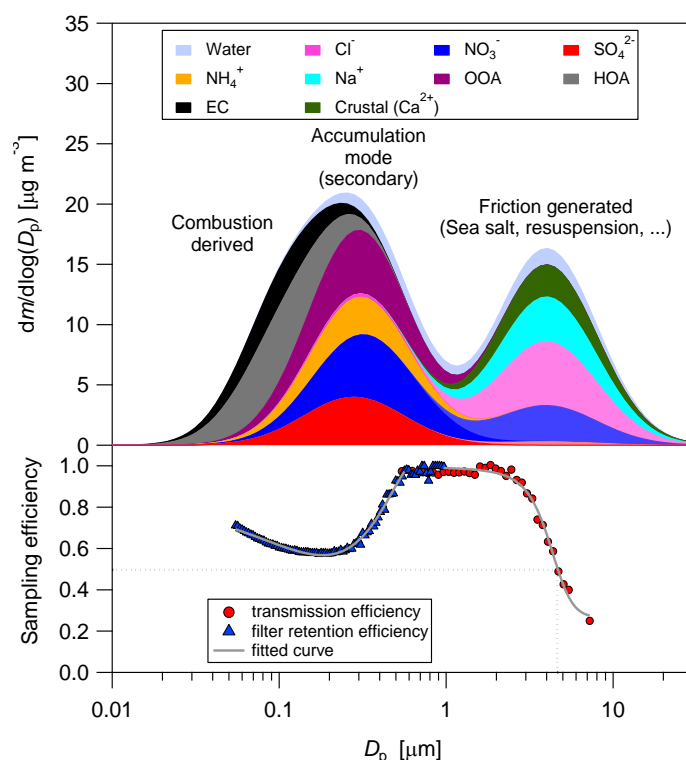 35
30
25
20
15
10
5
0
dm/dlog(Dₚ) [μg m⁻³]
Water Cl⁻ NO₃⁻ SO₄²⁻
NH₄⁺ Na⁺ OOA HOA
EC Crustal (Ca²⁺)
Accumulation
mode
(secondary)
Combustion
derived
Friction generated
(Sea salt, resuspension, ...)
1.0
0.8
0.6
0.4
0.2
0.0
Sampling efficiency
transmission efficiency
filter retention efficiency
fitted curve
0.01 0.1 1 10
Dₚ [μm]